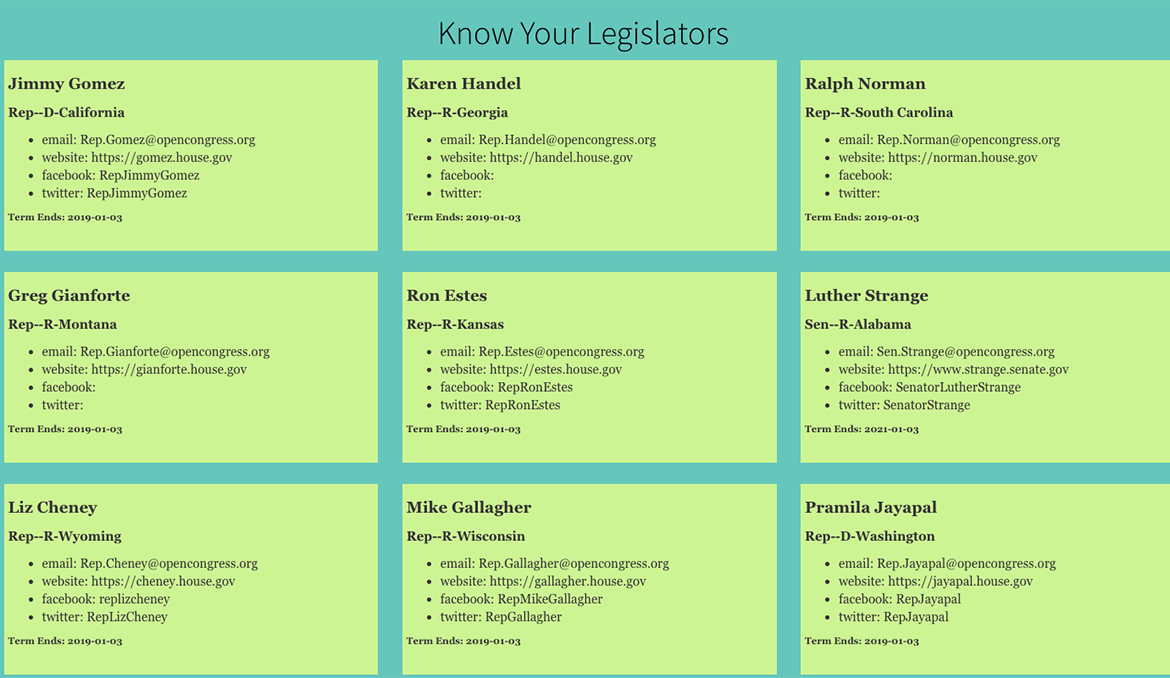 Know Your Legislators
Jimmy Gomez
Rep--D-California
email: Rep.Gomez@opencongress.org
website: https://gomez.house.gov
facebook: RepJimmyGomez
twitter: RepJimmyGomez
Term Ends: 2019-01-03
Karen Handel
Rep--R-Georgia
email: Rep.Handel@opencongress.org
website: https://handel.house.gov
facebook:
twitter:
Term Ends: 2019-01-03
Ralph Norman
Rep--R-South Carolina
email: Rep.Norman@opencongress.org
website: https://norman.house.gov
facebook:
twitter:
Term Ends: 2019-01-03
Greg Gianforte
Rep--R-Montana
email: Rep.Gianforte@opencongress.org
website: https://gianforte.house.gov
facebook:
twitter:
Term Ends: 2019-01-03
Ron Estes
Rep--R-Kansas
email: Rep.Estes@opencongress.org
website: https://estes.house.gov
facebook: RepRonEstes
twitter: RepRonEstes
Term Ends: 2019-01-03
Luther Strange
Sen--R-Alabama
email: Sen.Strange@opencongress.org
website: https://www.strange.senate.gov
facebook: SenatorLutherStrange
twitter: SenatorStrange
Term Ends: 2021-01-03
Liz Cheney
Rep--R-Wyoming
email: Rep.Cheney@opencongress.org
website: https://cheney.house.gov
facebook: replizcheney
twitter: RepLizCheney
Term Ends: 2019-01-03
Mike Gallagher
Rep--R-Wisconsin
email: Rep.Gallagher@opencongress.org
website: https://gallagher.house.gov
facebook: RepMikeGallagher
twitter: RepGallagher
Term Ends: 2019-01-03
Pramila Jayapal
Rep--D-Washington
email: Rep.Jayapal@opencongress.org
website: https://jayapal.house.gov
facebook: RepJayapal
twitter: RepJayapal
Term Ends: 2019-01-03